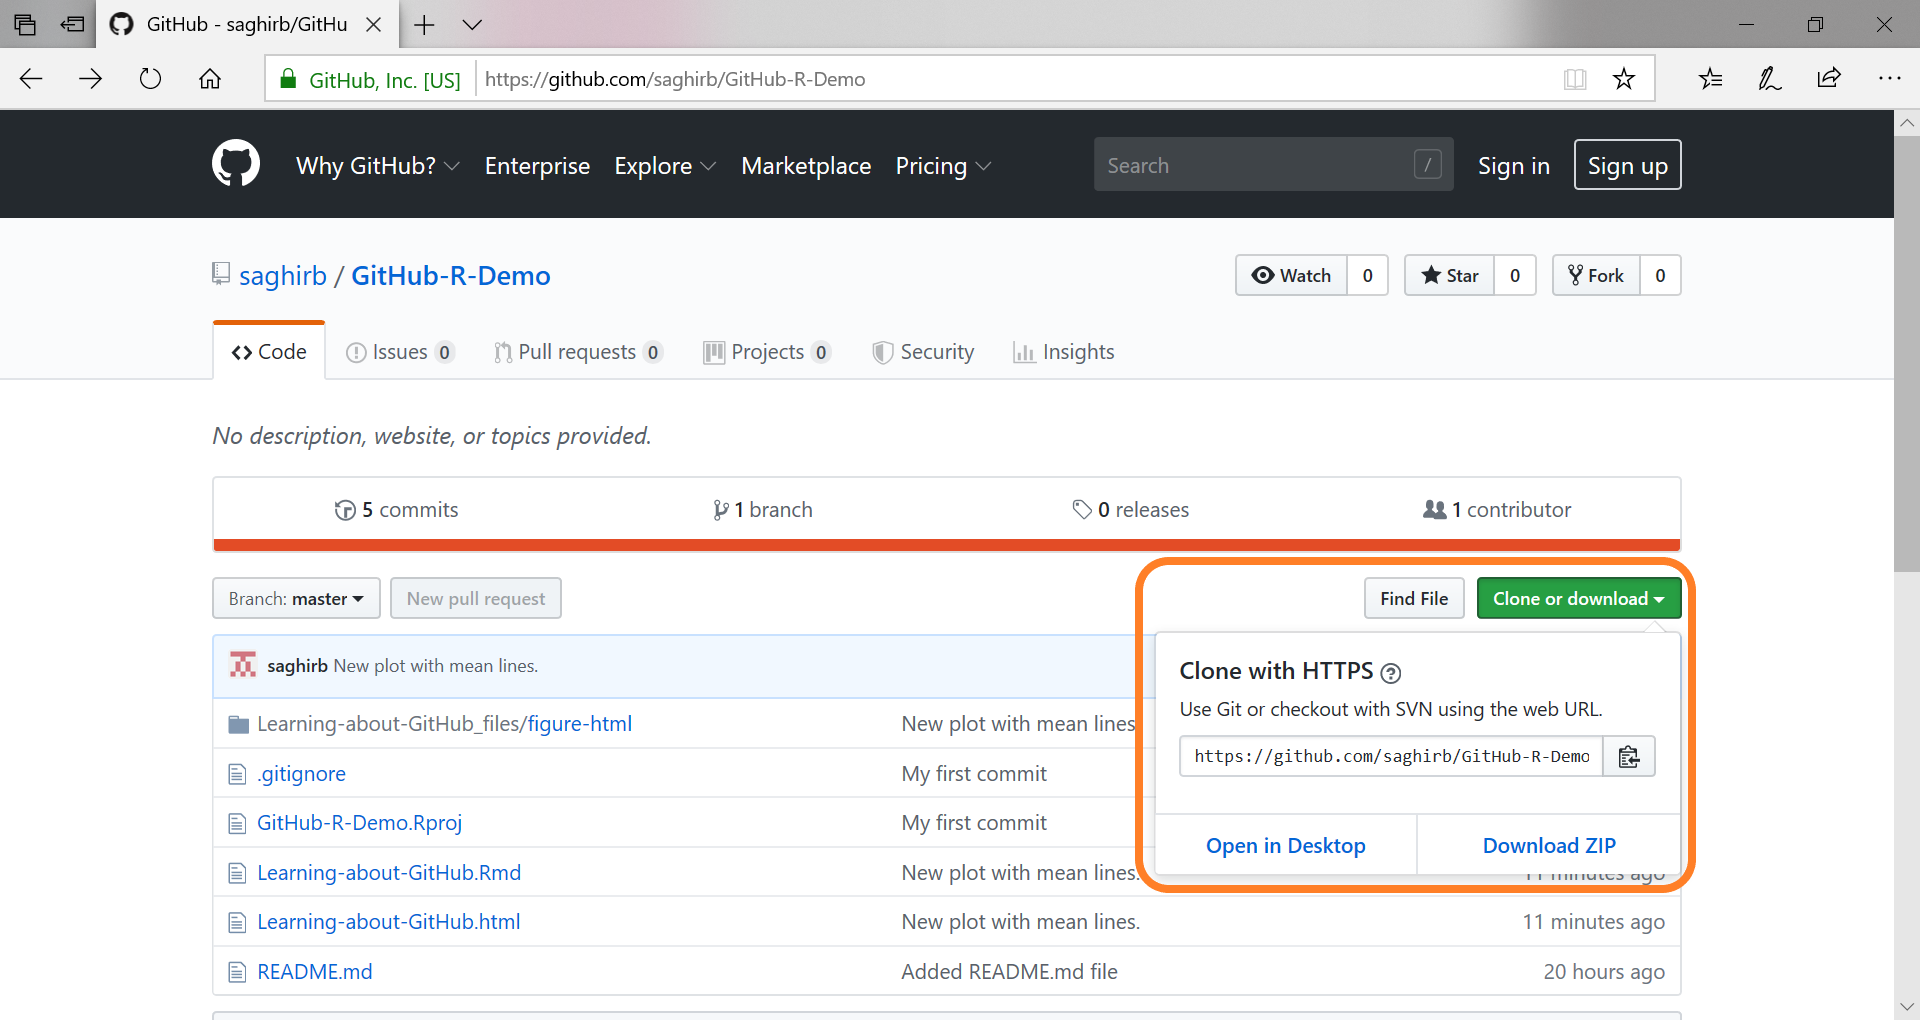 GitHub - saghirb/GitHu
GitHub, Inc. [US] https://github.com/saghirb/GitHub-R-Demo
Why GitHub? Enterprise Explore Marketplace Pricing Search / Sign in Sign up
saghirb / GitHub-R-Demo Watch 0 Star 0 Fork 0
Code Issues 0 Pull requests 0 Projects 0 Security Insights
No description, website, or topics provided.
5 commits 1 branch 0 releases 1 contributor
Branch: master New pull request Find File Clone or download
saghirb New plot with mean lines.
Clone with HTTPS ?
Use Git or checkout with SVN using the web URL.
https://github.com/saghirb/GitHub-R-Demo
Open in Desktop Download ZIP
Learning-about-GitHub_files/figure-html New plot with mean lines.
.gitignore My first commit
GitHub-R-Demo.Rproj My first commit
Learning-about-GitHub.Rmd New plot with mean lines. 11 minutes ago
Learning-about-GitHub.html New plot with mean lines. 11 minutes ago
README.md Added README.md file 20 hours ago